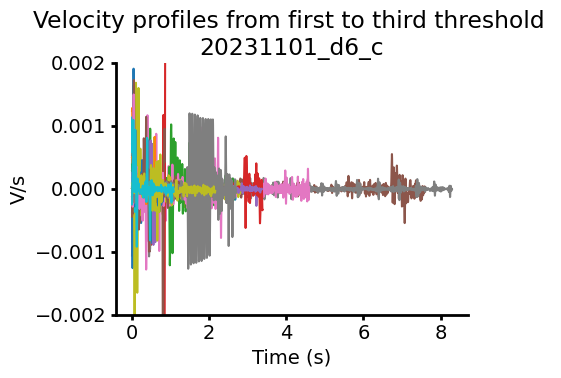 Velocity profiles from first to third threshold
20231101_d6_c
0.002
0.001
0.000
−0.001
−0.002
V/s
0 2 4 6 8
Time (s)